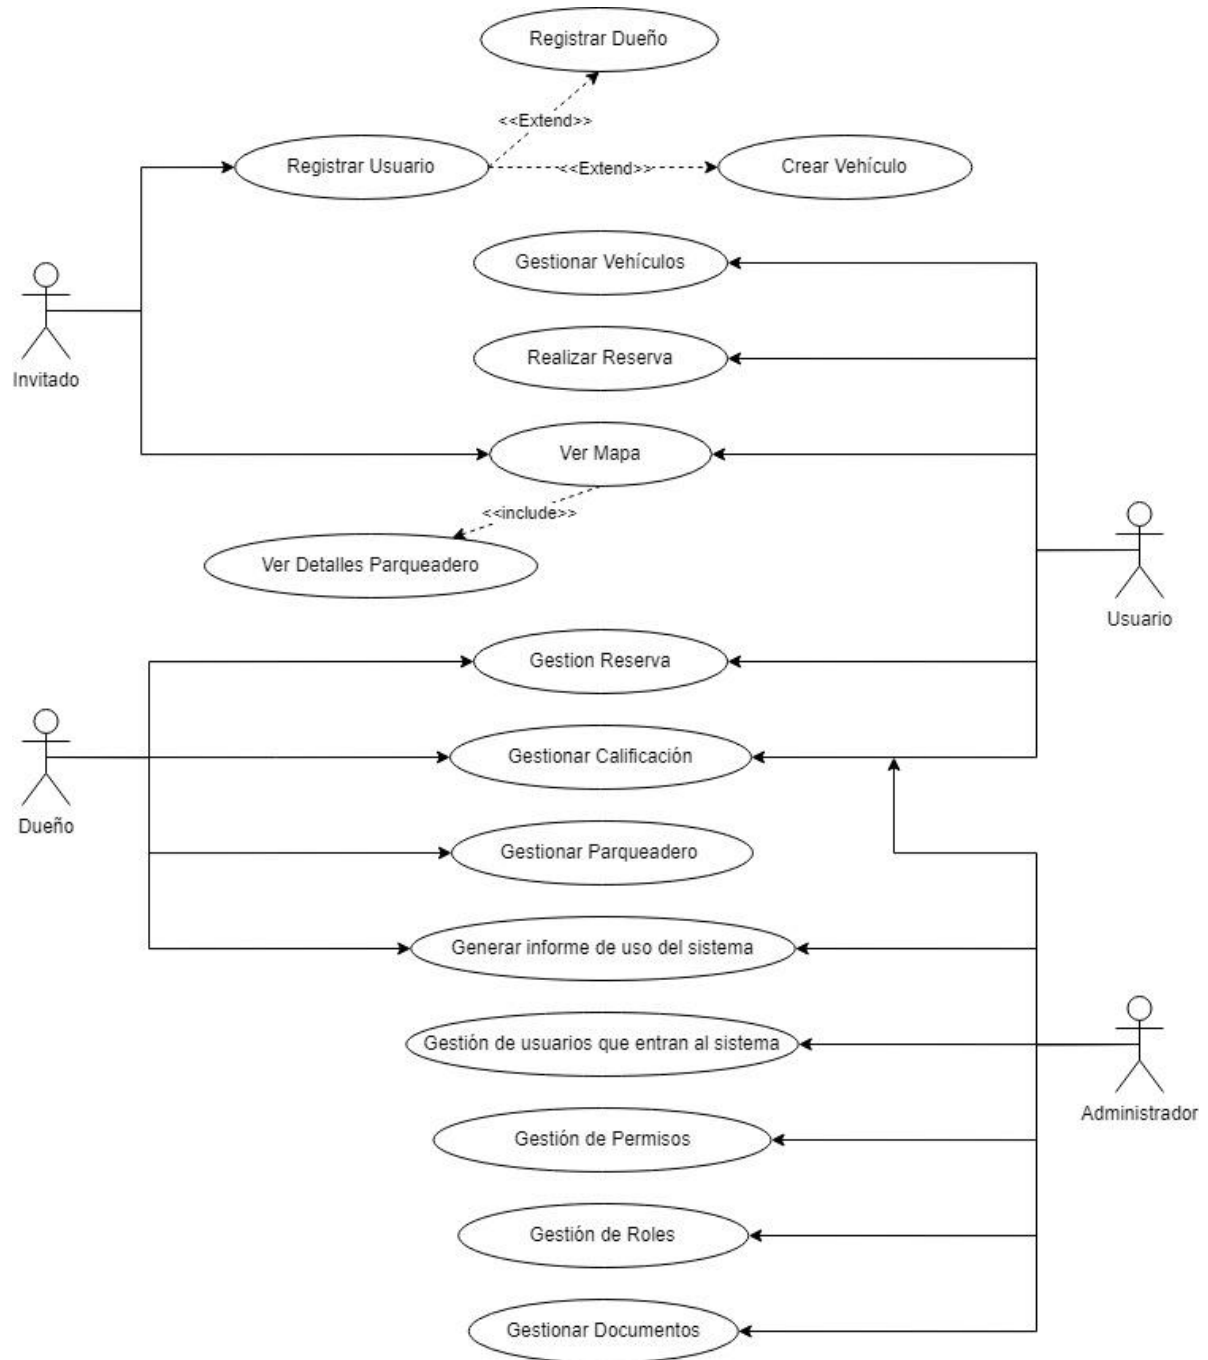 Registrar Dueño
<<Extend>>
Registrar Usuario
<<Extend>>
Crear Vehículo
Gestionar Vehículos
Invitado
Realizar Reserva
Ver Mapa
<<include>>
Ver Detalles Parqueadero
Usuario
Gestion Reserva
Dueño
Gestionar Calificación
Gestionar Parqueadero
Generar informe de uso del sistema
Gestión de usuarios que entran al sistema
Administrador
Gestión de Permisos
Gestión de Roles
Gestionar Documentos